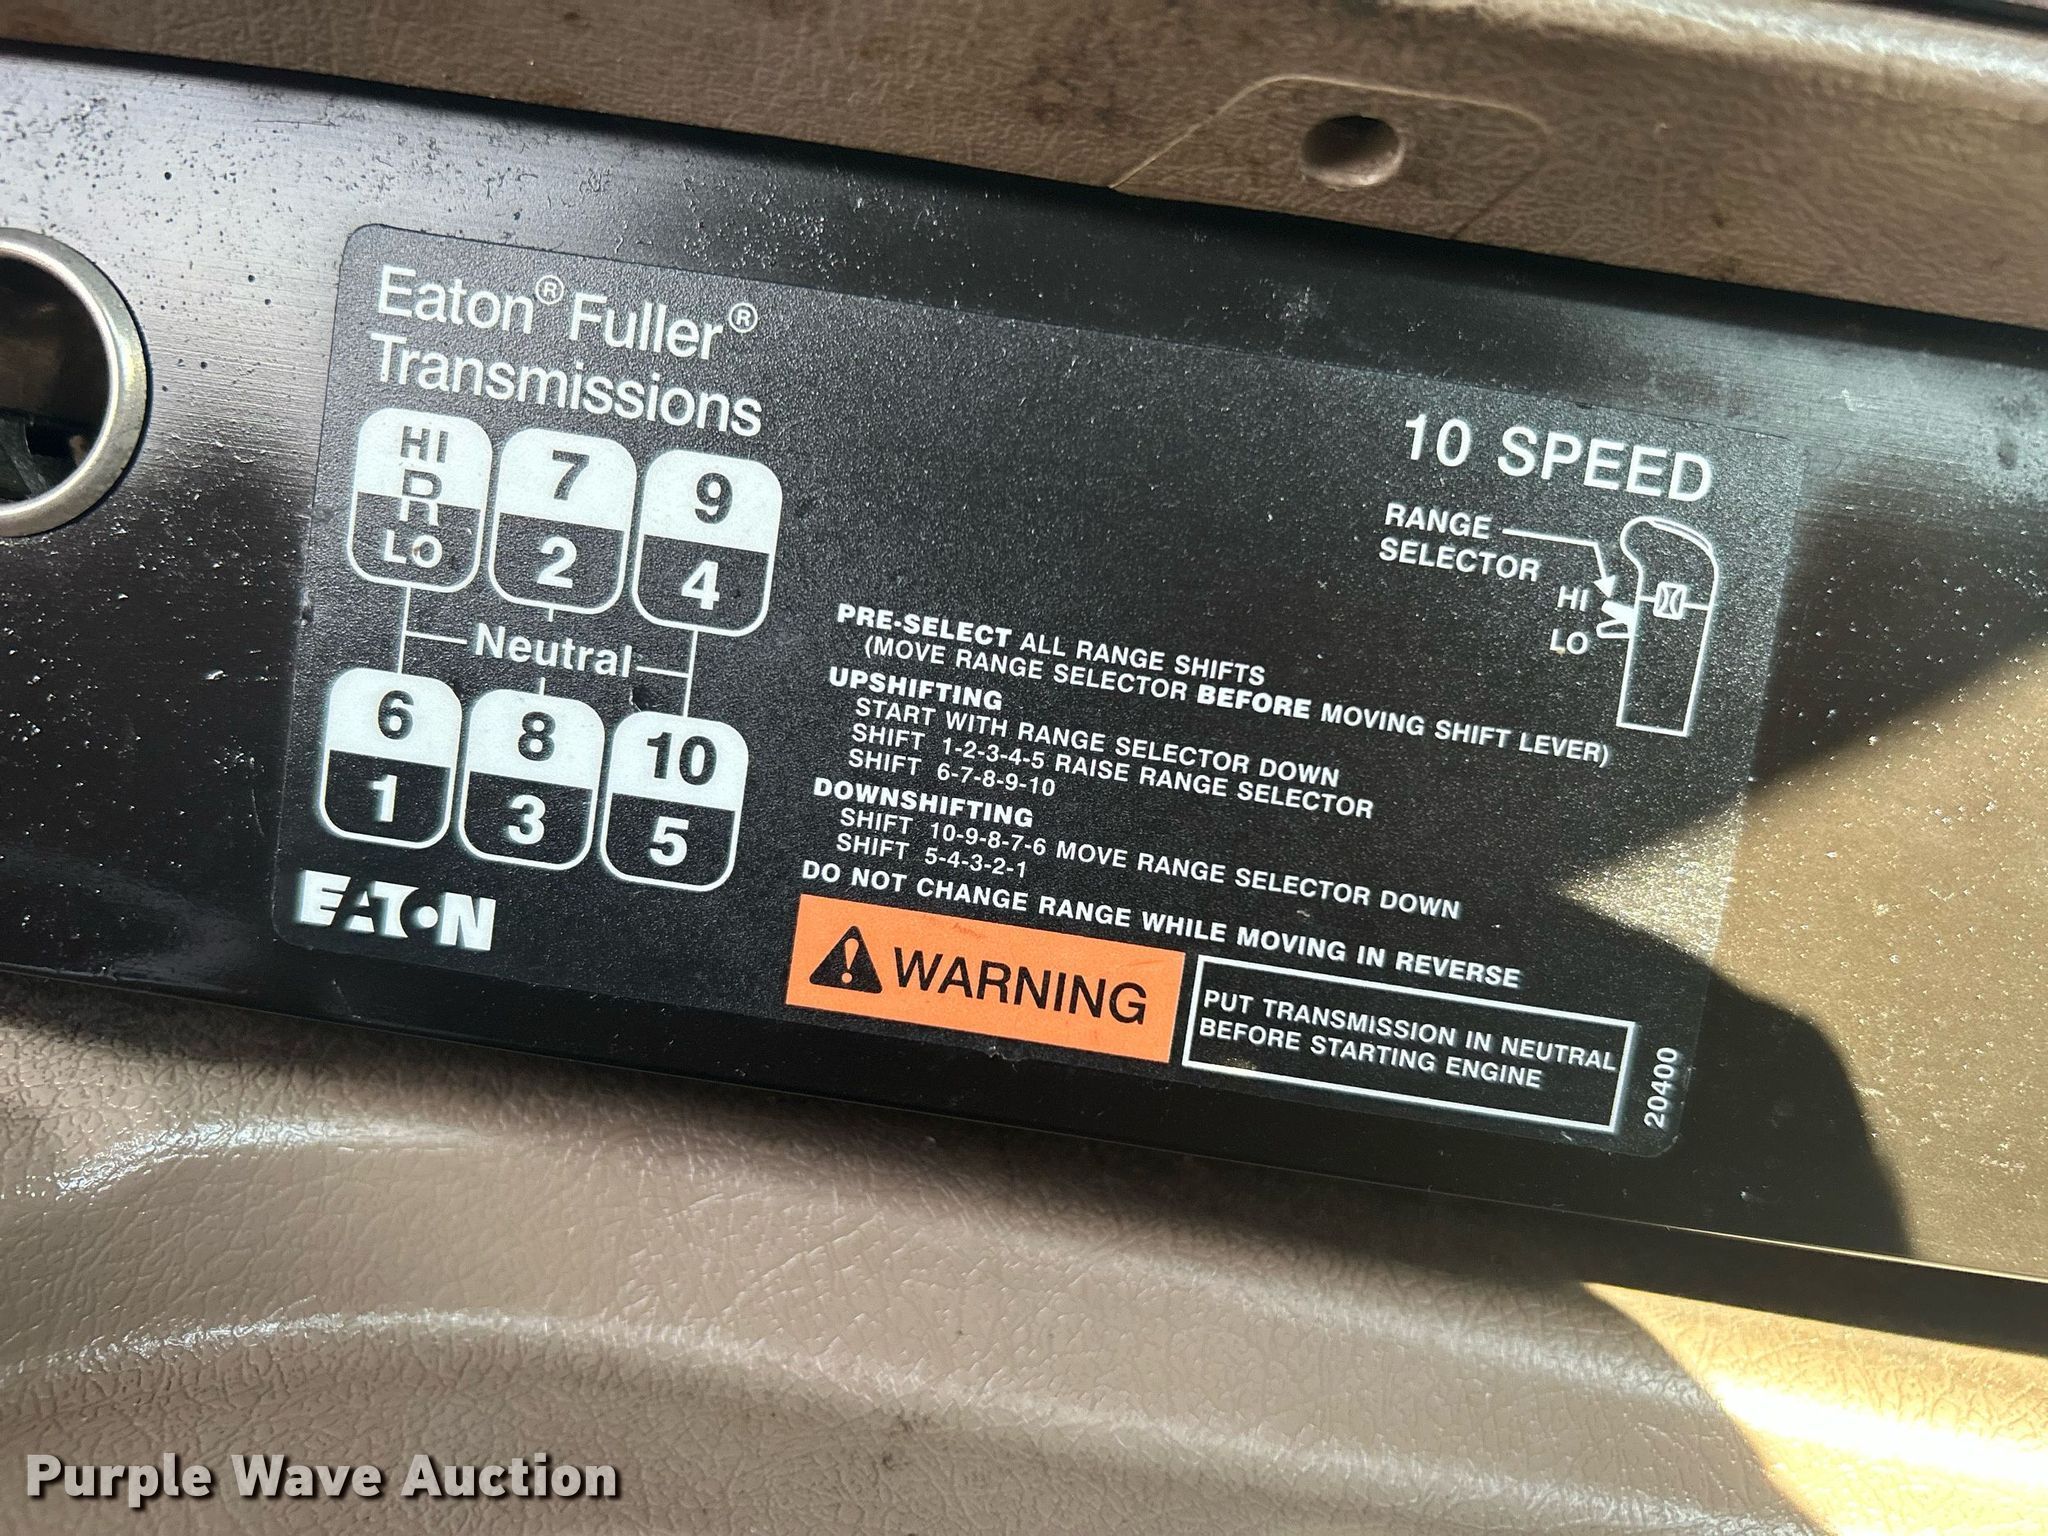 Eaton® Fuller®
Transmissions
HI
R
LO
7
2
9
4
Neutral
6
1
8
3
10
5
EATON
10 SPEED
RANGE
SELECTOR
HI
LO
PRE-SELECT ALL RANGE SHIFTS
(MOVE RANGE SELECTOR BEFORE MOVING SHIFT LEVER)
UPSHIFTING
START WITH RANGE SELECTOR DOWN
SHIFT 1-2-3-4-5 RAISE RANGE SELECTOR
SHIFT 6-7-8-9-10
DOWNSHIFTING
SHIFT 10-9-8-7-6 MOVE RANGE SELECTOR DOWN
SHIFT 5-4-3-2-1
DO NOT CHANGE RANGE WHILE MOVING IN REVERSE
WARNING
PUT TRANSMISSION IN NEUTRAL
BEFORE STARTING ENGINE
20400
Purple Wave Auction